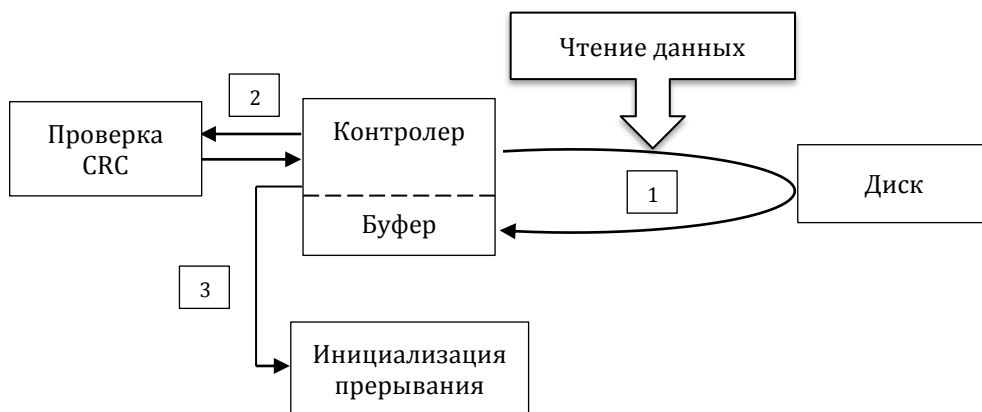 Чтение данных
2
Проверка
CRC
Контролер
1
Диск
Буфер
3
Инициализация
прерывания